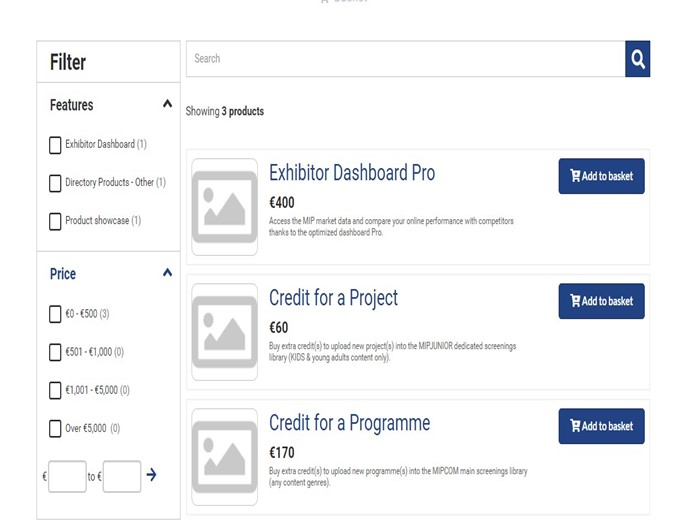 Filter
Features
Exhibitor Dashboard (1)
Directory Products - Other (1)
Product showcase (1)
Price
€0 - €500 (3)
€501 - €1,000 (0)
€1,001 - €5,000 (0)
Over €5,000 (0)
€ to €
Search
Showing 3 products
Exhibitor Dashboard Pro
€400
Access the MIP market data and compare your online performance with competitors
thanks to the optimized dashboard Pro.
Add to basket
Credit for a Project
€60
Buy extra credit(s) to upload new project(s) into the MIPJUNIOR dedicated screenings
library (KIDS & young adults content only).
Add to basket
Credit for a Programme
€170
Buy extra credit(s) to upload new programme(s) into the MIPCOM main screenings library
(any content genres).
Add to basket